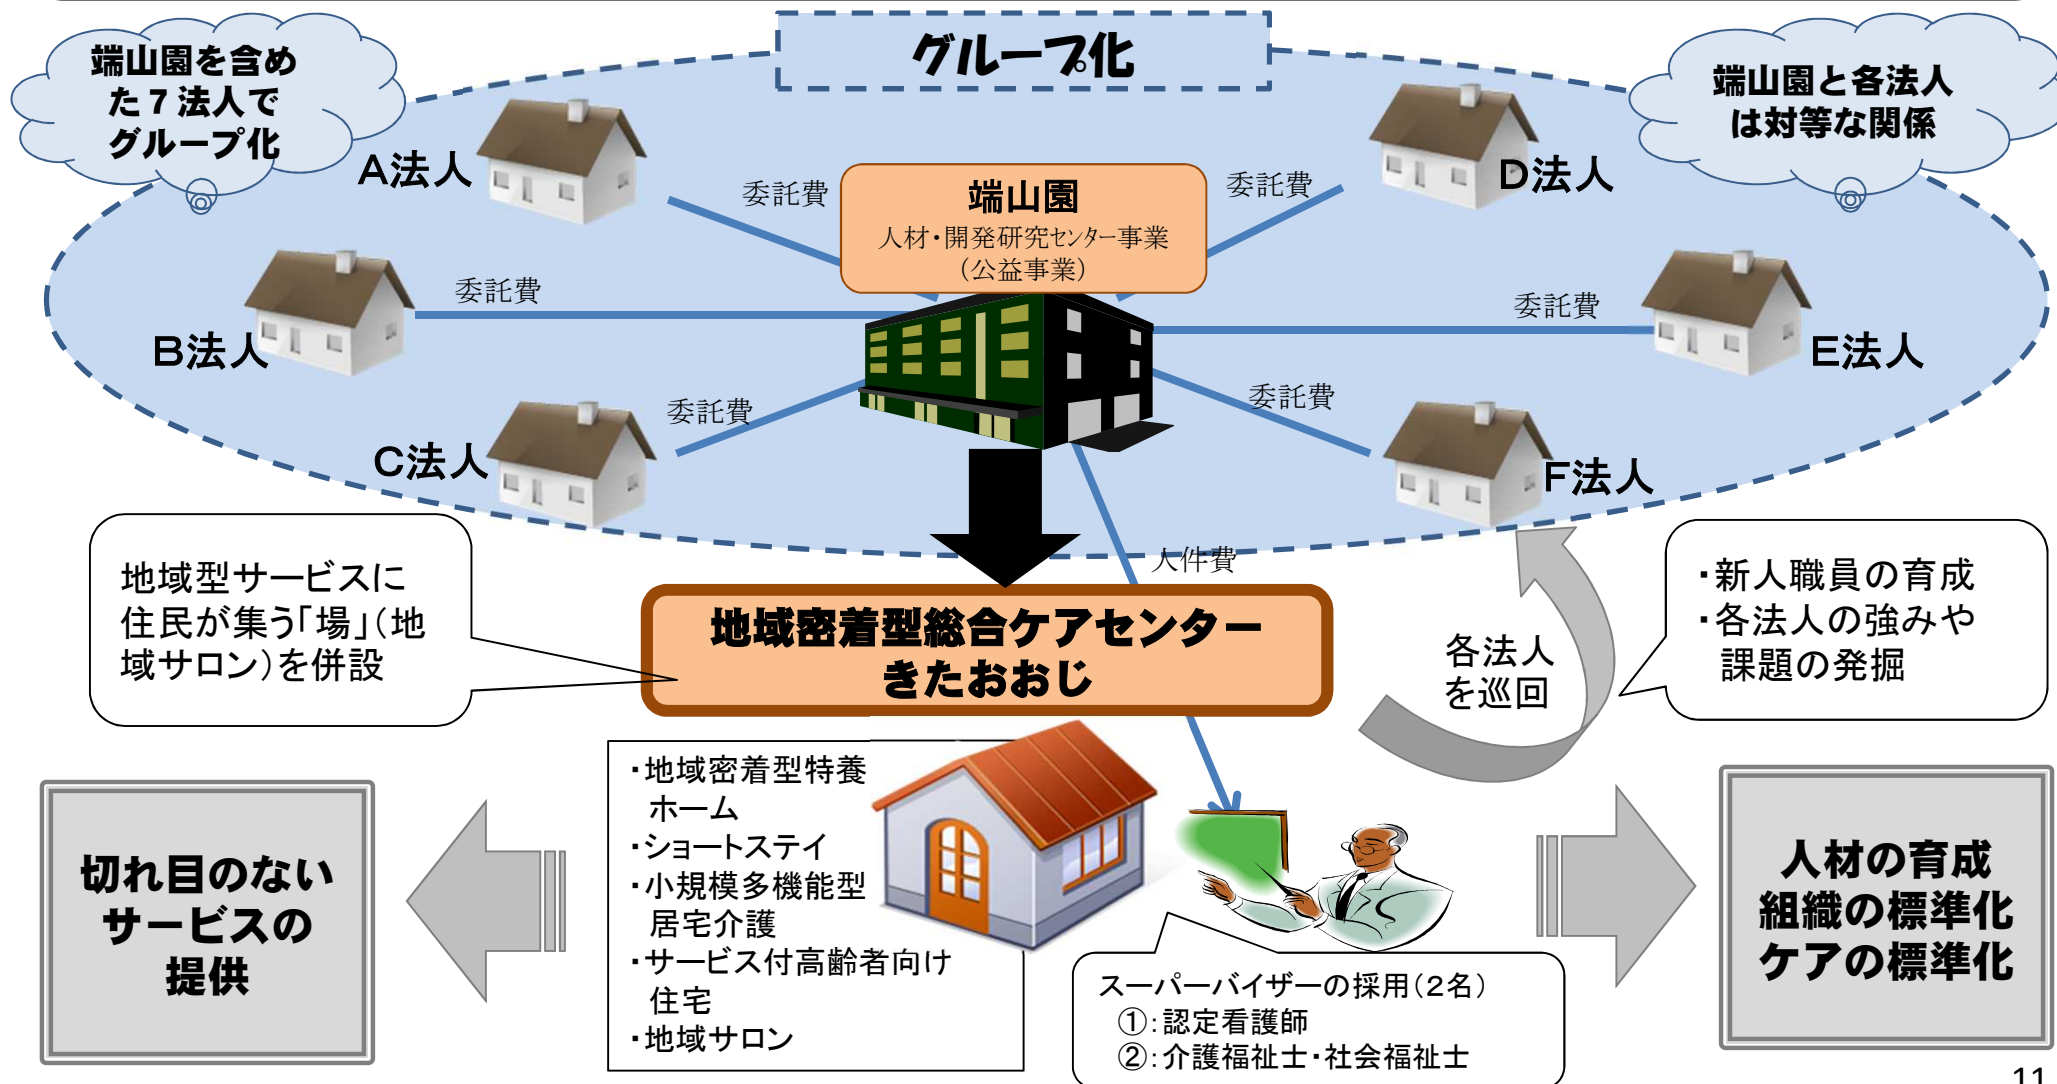 グループ化
端山園を含め
た７法人で
グループ化
端山園と各法人
は対等な関係
A法人
B法人
C法人
D法人
E法人
F法人
委託費
委託費
委託費
委託費
委託費
委託費
端山園
人材・開発研究センター事業
（公益事業）
人件費
地域型サービスに
住民が集う「場」（地
域サロン）を併設
地域密着型総合ケアセンター
きたおおじ
各法人
を巡回
・新人職員の育成
・各法人の強みや
課題の発掘
切れ目のない
サービスの
提供
・地域密着型特養
ホーム
・ショートステイ
・小規模多機能型
居宅介護
・サービス付高齢者向け
住宅
・地域サロン
スーパーバイザーの採用（２名）
①：認定看護師
②：介護福祉士・社会福祉士
人材の育成
組織の標準化
ケアの標準化
11